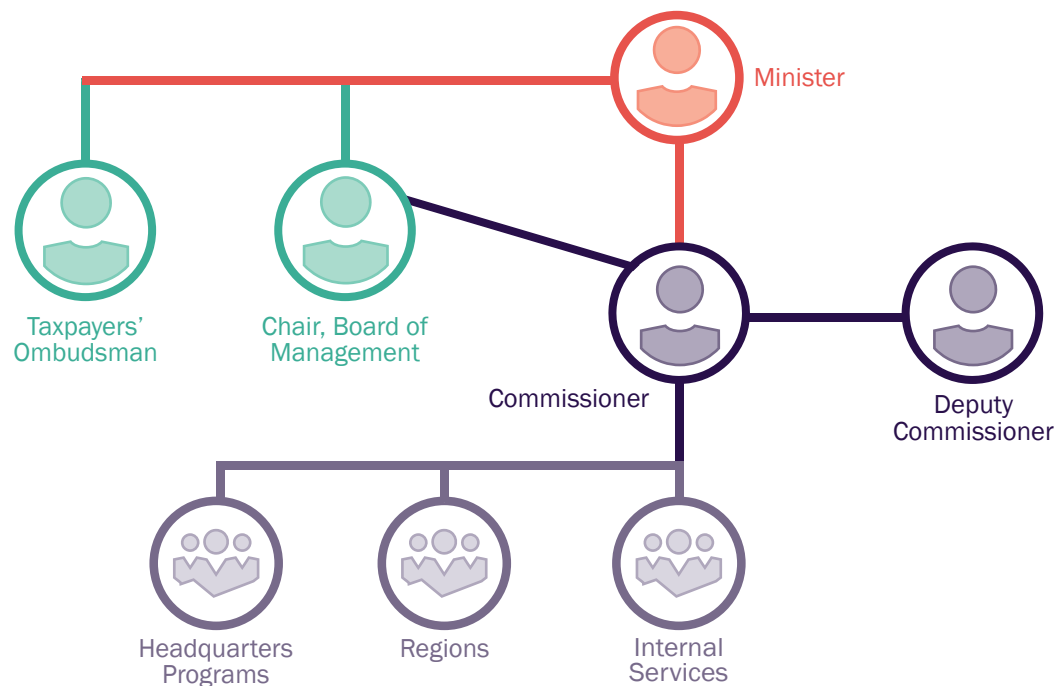 Minister
Taxpayers’
Ombudsman
Chair, Board of
Management
Commissioner
Deputy
Commissioner
Headquarters
Programs
Regions
Internal
Services